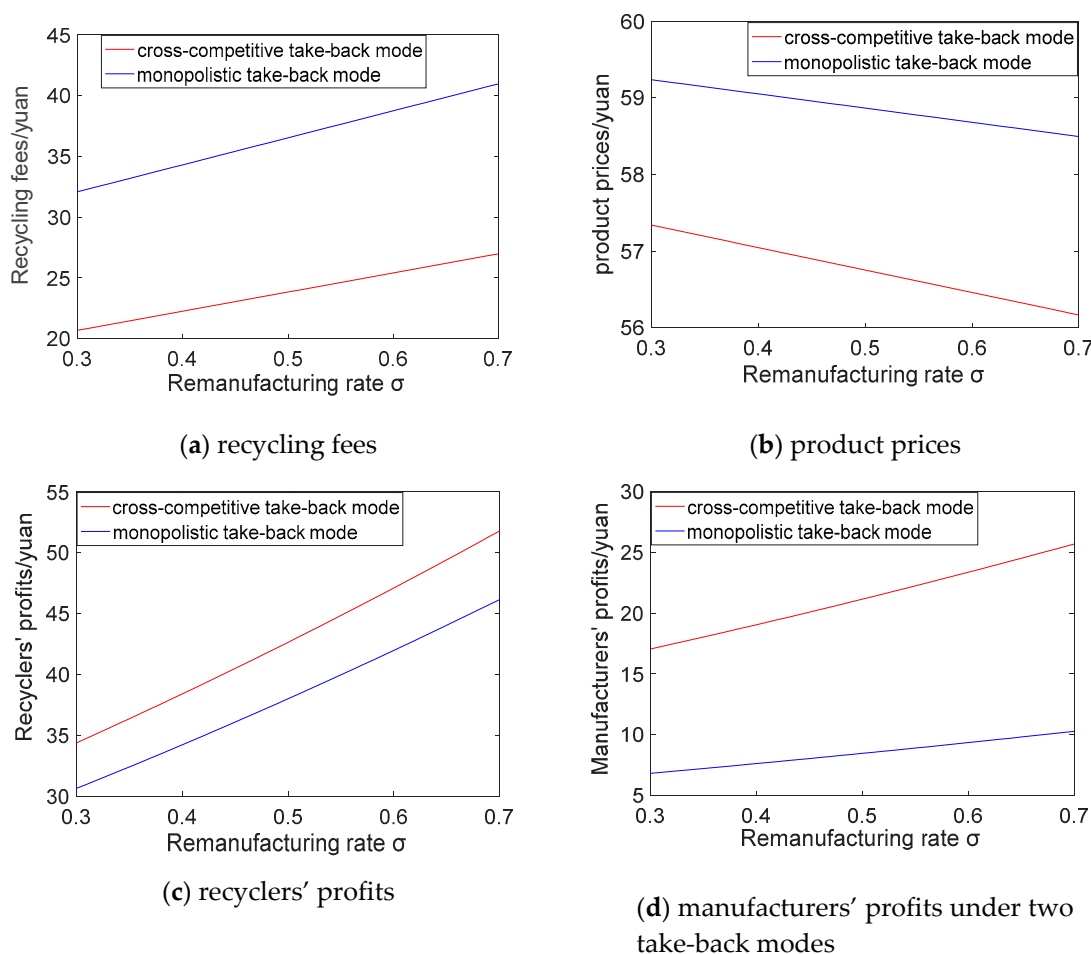 45
40
35
30
25
20
Recycling fees/yuan
cross-competitive take-back mode
monopolistic take-back mode
0.3 0.4 0.5 0.6 0.7
Remanufacturing rate σ
(a) recycling fees
60
59
58
57
56
product prices/yuan
cross-competitive take-back mode
monopolistic take-back mode
0.3 0.4 0.5 0.6 0.7
Remanufacturing rate σ
(b) product prices
55
50
45
40
35
30
Recyclers' profits/yuan
cross-competitive take-back mode
monopolistic take-back mode
0.3 0.4 0.5 0.6 0.7
Remanufacturing rate σ
(c) recyclers’ profits
30
25
20
15
10
5
Manufacturers' profits/yuan
cross-competitive take-back mode
monopolistic take-back mode
0.3 0.4 0.5 0.6 0.7
Remanufacturing rate σ
(d) manufacturers’ profits under two
take-back modes